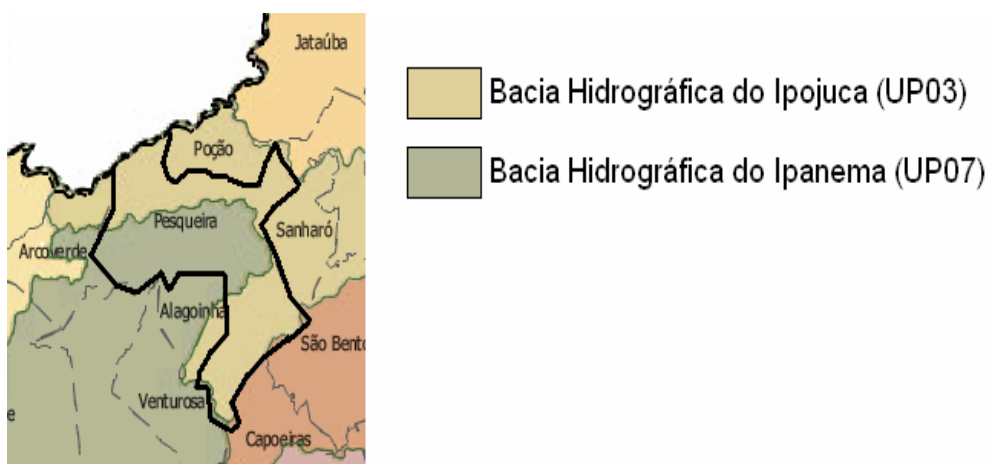 Jataúba
Poção
Pesqueira
Sanharó
Arcoverde
Alagoinha
São Bento
Venturosa
e
Capoeiras
Bacia Hidrográfica do Ipojuca (UP03)
Bacia Hidrográfica do Ipanema (UP07)